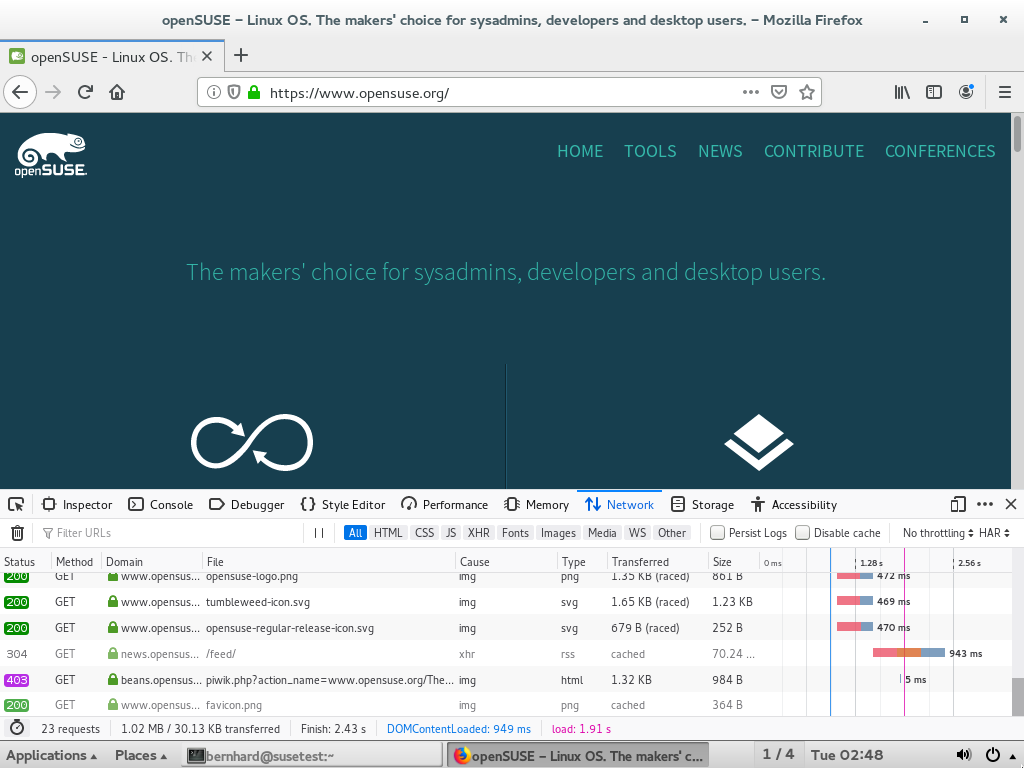 openSUSE – Linux OS. The makers' choice for sysadmins, developers and desktop users. – Mozilla Firefox
openSUSE - Linux OS. The
https://www.opensuse.org/
openSUSE.
HOME TOOLS NEWS CONTRIBUTE CONFERENCES
The makers' choice for sysadmins, developers and desktop users.
Inspector Console Debugger Style Editor Performance Memory Network Storage Accessibility
Filter URLs All HTML CSS JS XHR Fonts Images Media WS Other Persist Logs Disable cache No throttling HAR
Status Method Domain File Cause Type Transferred Size 0 ms 1.28 s 2.56 s
200 GET www.opensus... opensuse-logo.png img png 1.35 KB (raced) 861 B 472 ms
200 GET www.opensus... tumbleweed-icon.svg img svg 1.65 KB (raced) 1.23 KB 469 ms
200 GET www.opensus... opensuse-regular-release-icon.svg img svg 679 B (raced) 252 B 470 ms
304 GET news.opensus... /feed/ xhr rss cached 70.24 ... 943 ms
403 GET beans.opensus... piwik.php?action_name=www.opensuse.org/The... img html 1.32 KB 984 B 5 ms
200 GET www.opensus... favicon.png img png cached 364 B
23 requests 1.02 MB / 30.13 KB transferred Finish: 2.43 s DOMContentLoaded: 949 ms load: 1.91 s
Applications Places bernhard@susetest:~ openSUSE – Linux OS. The makers' c... 1 / 4 Tue 02:48